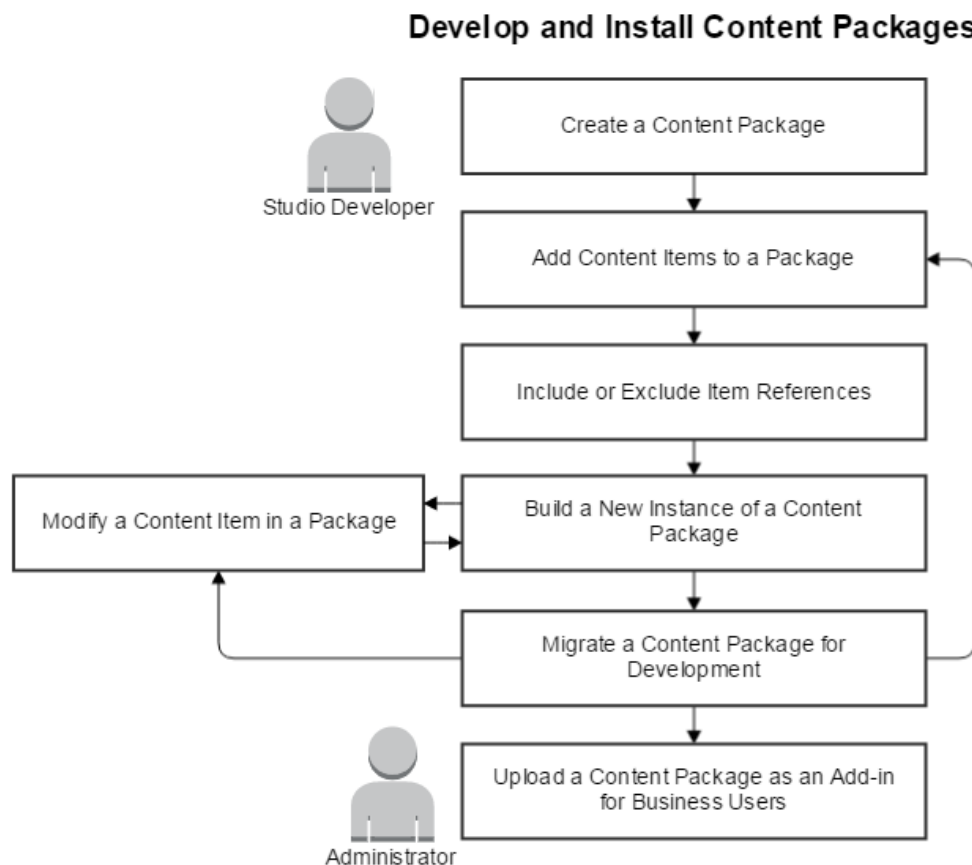 Develop and Install Content Packages
Create a Content Package
Studio Developer
Add Content Items to a Package
Include or Exclude Item References
Modify a Content Item in a Package
Build a New Instance of a Content
Package
Migrate a Content Package for
Development
Upload a Content Package as an Add-in
for Business Users
Administrator